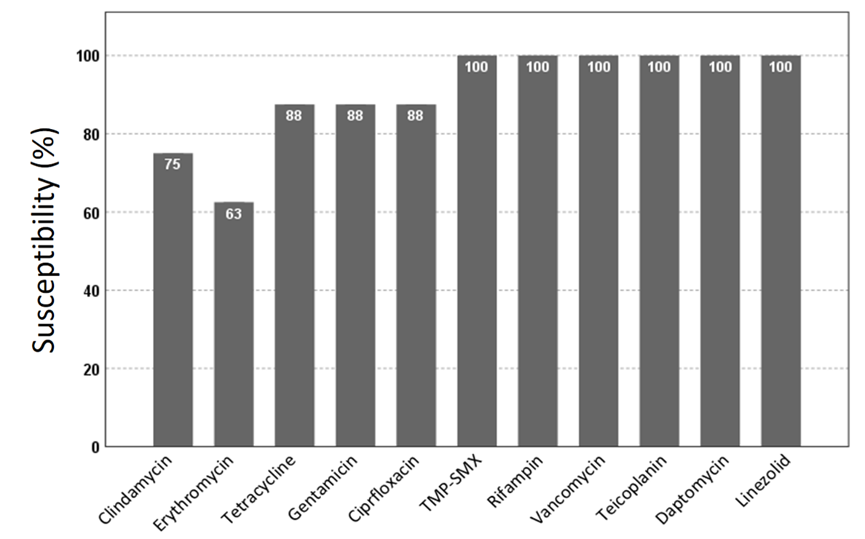 Susceptibility (%)
100
80
60
40
20
0
75
63
88
88
88
100
100
100
100
100
100
Clindamycin
Erythromycin
Tetracycline
Gentamicin
Ciprfloxacin
TMP-SMX
Rifampin
Vancomycin
Teicoplanin
Daptomycin
Linezolid